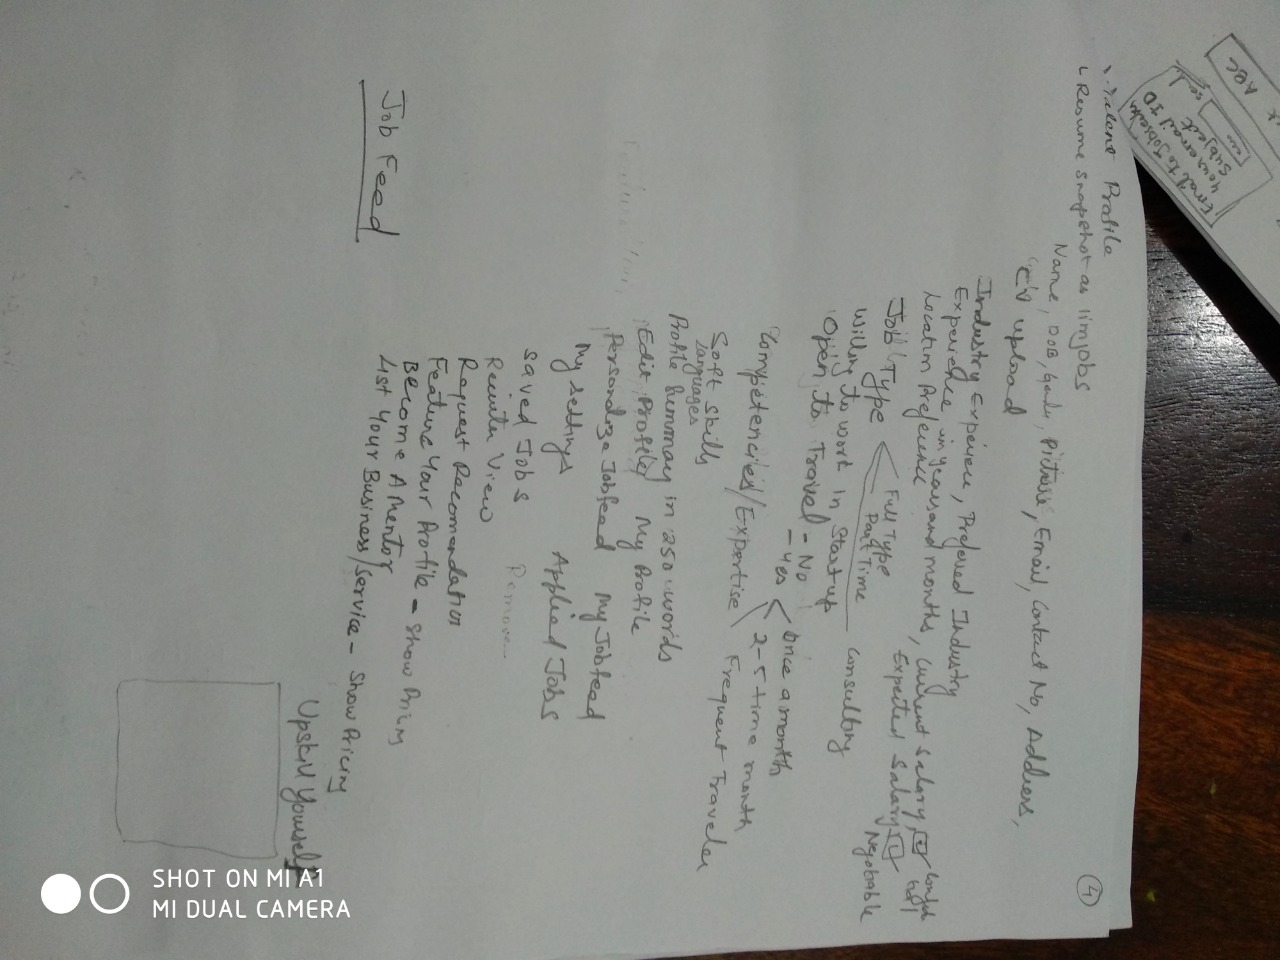 ABC
Subject
Your email ID
Email to Jobseeker
Send
4
Talent Profile
Resume snapshot as iimjobs
Name, DOB, Gender, Picture, Email, Contact No, Address,
CV upload
Industry Experience, Preferred Industry
Experience in years and months, Current Salary, Confidential
Location Preference Expected Salary
Negotiable
Job Type Full Type
Part Time
Consulting
Willing to work in Startup
Open to Travel - No
- Yes Once a month
2-5 time month
Frequent Traveler
Competencies/Expertise
Soft skills
Languages
Profile Summary in 250 words
Edit Profile My Profile
Personalize Jobfeed My Jobfeed
My settings Applied Jobs
Saved Jobs Remove
Recruiter View
Request Recomendation
Feature Your Profile - Show Pricing
Become A Mentor
List Your Business/Service - Show Pricing
Job Feed
Upskill Yourself
SHOT ON MI A1
MI DUAL CAMERA